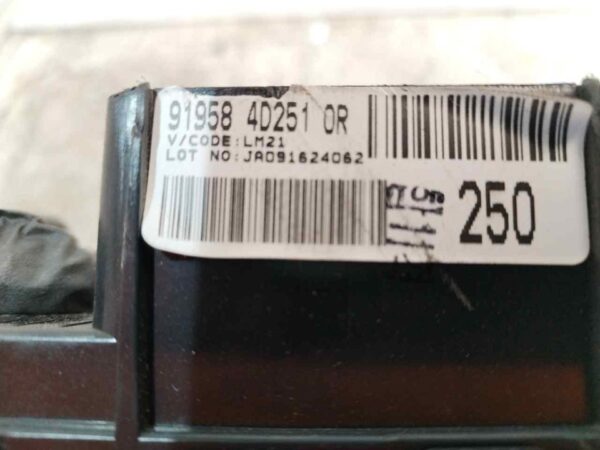 91958 4D251 0R
V/CODE:LM21
LOT NO:JA091624062
250